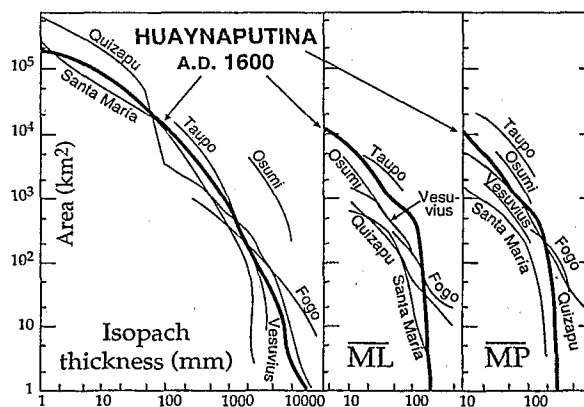 HUAYNAPUTINA
A.D. 1600
Area (km²)
10⁵
10⁴
10³
10²
10
1
Quizapu
Santa María
Taupo
Osumi
Fogo
Vesuvius
Isopach
thickness (mm)
1
10
100
1000
10000
Osumi
Taupo
Vesu-
vius
Quizapu
Santa María
Fogo
ML
10
100
Taupo
Osumi
Vesuvius
Santa María
Fogo
Quizapu
MP
10
100